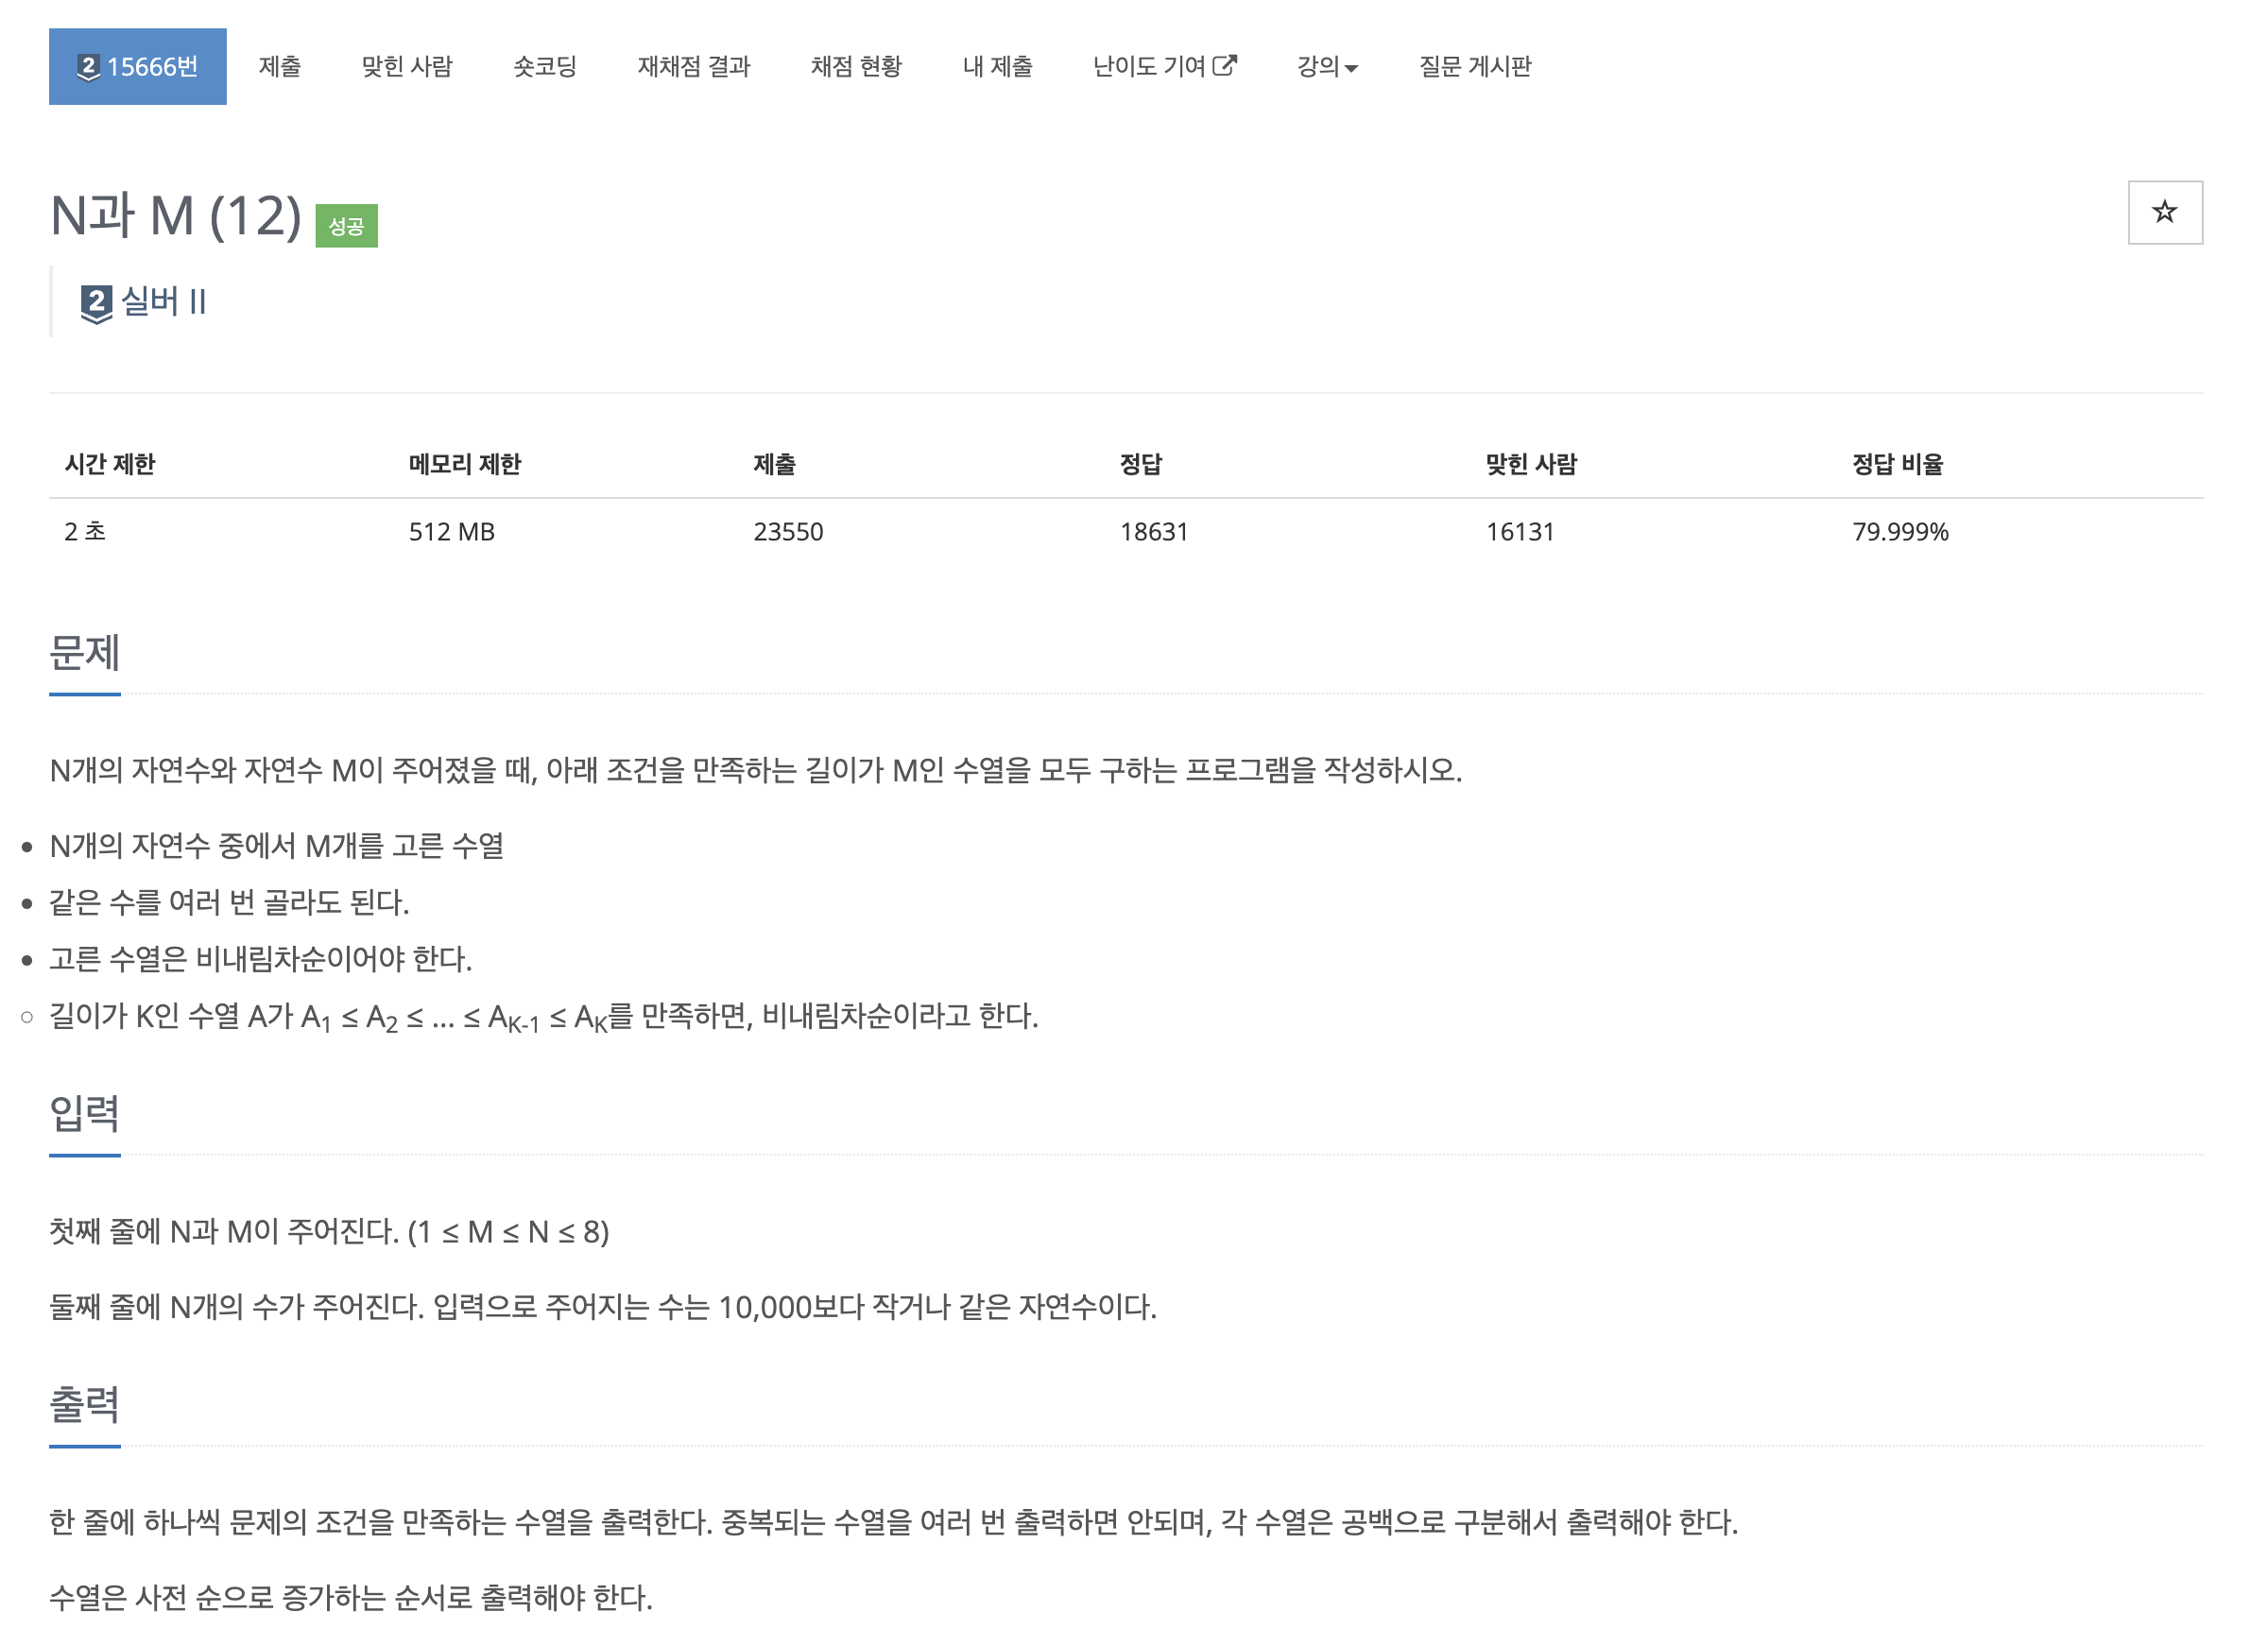 2 15666번 제출 맞힌 사람 숏코딩 재채점 결과 채점 현황 내 제출 난이도 기여 강의 질문 게시판
N과 M (12) 성공
2 실버 II
시간 제한 메모리 제한 제출 정답 맞힌 사람 정답 비율
2 초 512 MB 23550 18631 16131 79.999%
문제
N개의 자연수와 자연수 M이 주어졌을 때, 아래 조건을 만족하는 길이가 M인 수열을 모두 구하는 프로그램을 작성하시오.
N개의 자연수 중에서 M개를 고른 수열
같은 수를 여러 번 골라도 된다.
고른 수열은 비내림차순이어야 한다.
길이가 K인 수열 A가 A1 ≤ A2 ≤ ... ≤ AK-1 ≤ AK를 만족하면, 비내림차순이라고 한다.
입력
첫째 줄에 N과 M이 주어진다. (1 ≤ M ≤ N ≤ 8)
둘째 줄에 N개의 수가 주어진다. 입력으로 주어지는 수는 10,000보다 작거나 같은 자연수이다.
출력
한 줄에 하나씩 문제의 조건을 만족하는 수열을 출력한다. 중복되는 수열을 여러 번 출력하면 안되며, 각 수열은 공백으로 구분해서 출력해야 한다.
수열은 사전 순으로 증가하는 순서로 출력해야 한다.